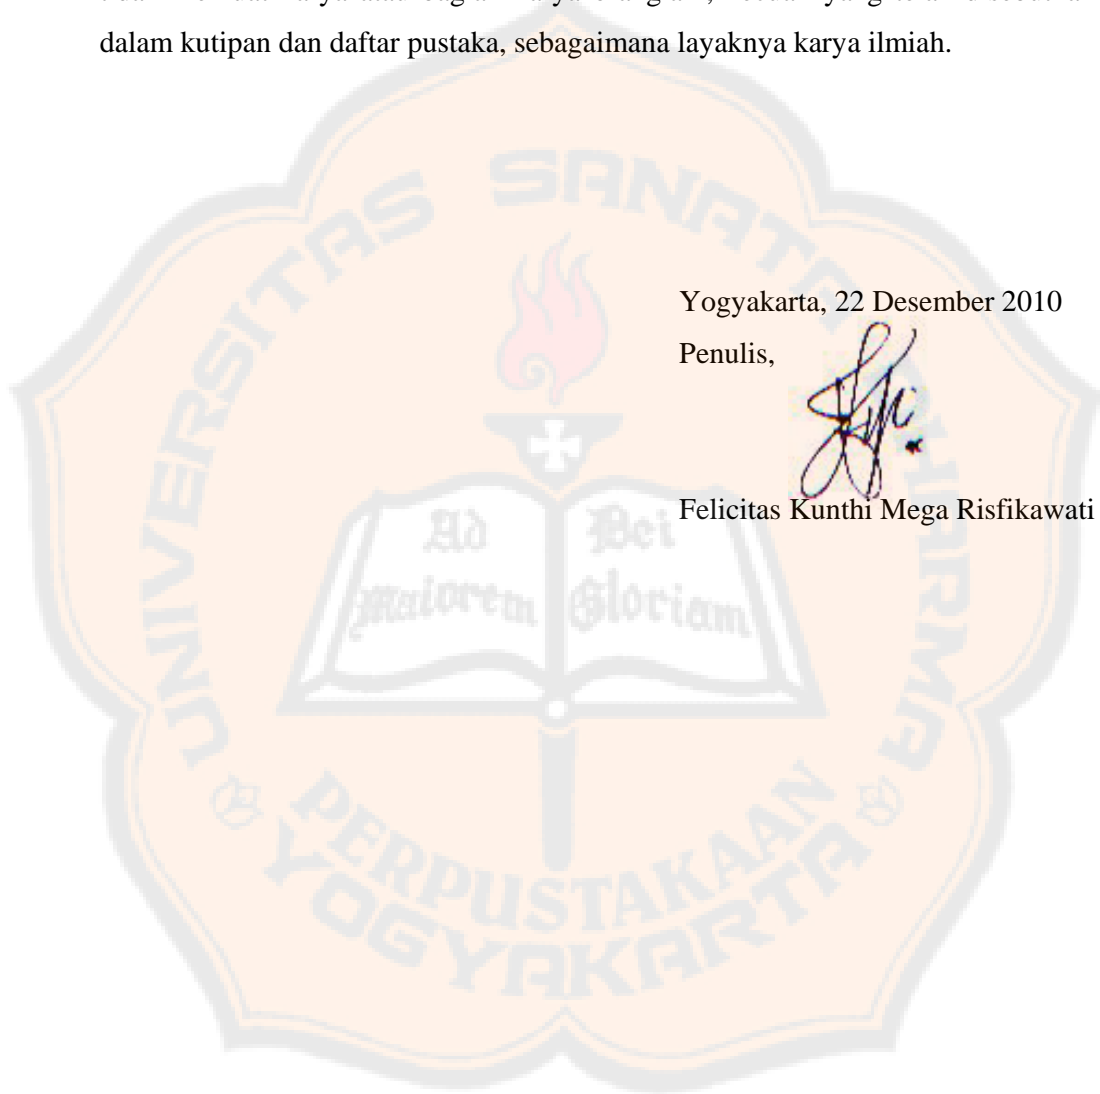 dalam kutipan dan daftar pustaka, sebagaimana layaknya karya ilmiah.
UNIVERSITAS SANATA DHARMA
Yogyakarta, 22 Desember 2010
Penulis,
Felicitas Kunthi Mega Risfikawati
Ad Dei
maiorem Gloriam
PERPUSTAKAAN
YOGYAKARTA